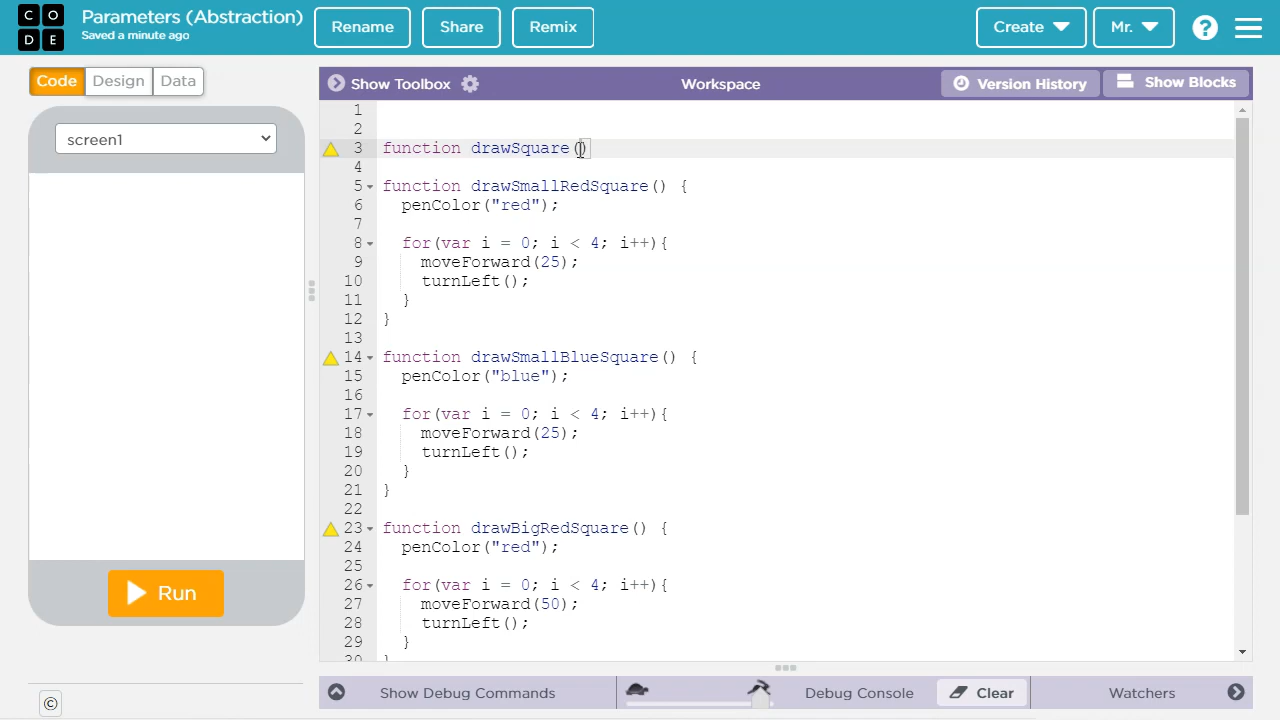 C O
D E
Parameters (Abstraction)
Saved a minute ago
Rename
Share
Remix
Create
Mr.
?
Code
Design
Data
Show Toolbox
Workspace
Version History
Show Blocks
screen1
Run
1
2
3 function drawSquare()
4
5 function drawSmallRedSquare() {
6 penColor("red");
7
8 for(var i = 0; i < 4; i++){
9 moveForward(25);
10 turnLeft();
11 }
12 }
13
14 function drawSmallBlueSquare() {
15 penColor("blue");
16
17 for(var i = 0; i < 4; i++){
18 moveForward(25);
19 turnLeft();
20 }
21 }
22
23 function drawBigRedSquare() {
24 penColor("red");
25
26 for(var i = 0; i < 4; i++){
27 moveForward(50);
28 turnLeft();
29 }
30 }
©
Show Debug Commands
Debug Console
Clear
Watchers